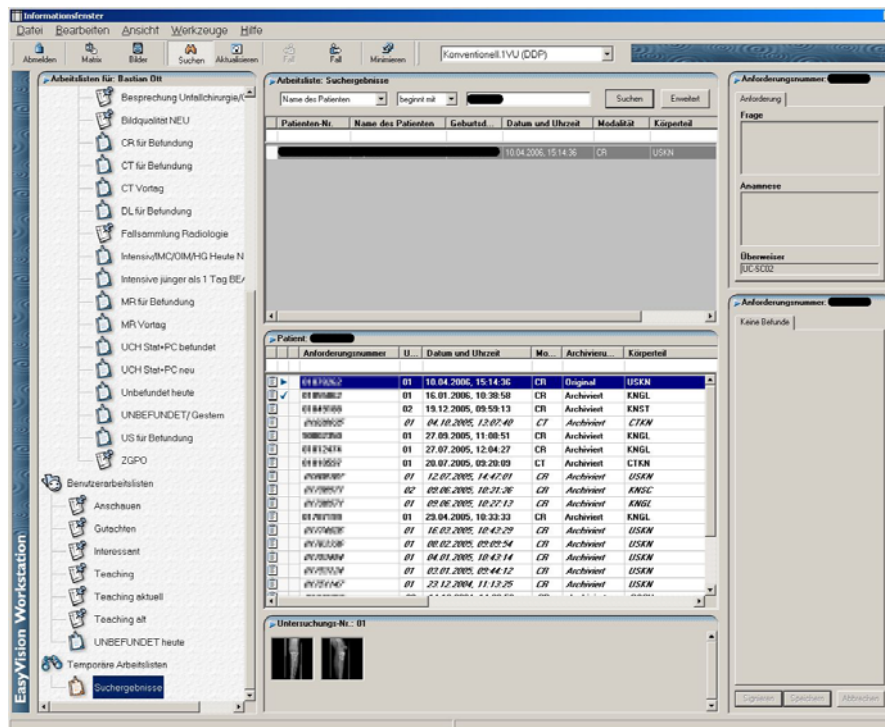 Informationsfenster
Datei Bearbeiten Ansicht Werkzeuge Hilfe
Abmelden Matrix Bilder Suchen Aktualisieren Fall Fall Minimieren Konventionell.1VU (DDP)
Arbeitslisten für: Bastian Ott
Besprechung Unfallchirurgie/
Bildqualität NEU
CR für Befundung
CT für Befundung
CT Vortag
DL für Befundung
Fallsammlung Radiologie
Intensiv/IMC/OIM/HG Heute N
Intensive jünger als 1 Tag BE
MR für Befundung
MR Vortag
UCH Stat+PC befundet
UCH Stat+PC neu
Unbefundet heute
UNBEFUNDET/ Gestern
US für Befundung
ZGPO
Benutzerarbeitslisten
Anschauen
Gutachten
Interessant
Teaching
Teaching aktuell
Teaching alt
UNBEFUNDET heute
Temporäre Arbeitslisten
Suchergebnisse
EasyVision Workstation
Arbeitsliste: Suchergebnisse
Name des Patienten beginnt mit Suchen Erweitert
Patienten-Nr. Name des Patienten Geburtsd... Datum und Uhrzeit Modalität Körperteil
10.04.2006, 15:14:36 CR USKN
Patient:
Anforderungsnummer U... Datum und Uhrzeit Mo... Archivieru... Körperteil
01 10.04.2006, 15:14:36 CR Original USKN
01 16.01.2006, 10:38:58 CR Archiviert KNGL
02 19.12.2005, 09:59:13 CR Archiviert KNST
01 04.10.2005, 13:07:40 CT Archiviert CTKN
01 27.09.2005, 11:00:51 CR Archiviert KNGL
01 27.07.2005, 12:04:27 CR Archiviert KNGL
01 20.07.2005, 09:20:09 CT Archiviert CTKN
01 12.07.2005, 14:47:01 CR Archiviert USKN
02 09.06.2005, 10:21:36 CR Archiviert KNSC
01 09.06.2005, 10:27:13 CR Archiviert KNGL
01 29.04.2005, 10:33:33 CR Archiviert KNGL
01 16.03.2005, 10:43:29 CR Archiviert USKN
01 08.02.2005, 09:09:54 CR Archiviert USKN
01 04.01.2005, 10:43:14 CR Archiviert USKN
01 03.01.2005, 09:44:12 CR Archiviert USKN
01 23.12.2004, 11:13:25 CR Archiviert USKN
Untersuchungs-Nr.: 01
Anforderungsnummer:
Anforderung
Frage
Anamnese
Überweiser
UC-SC02
Anforderungsnummer:
Keine Befunde
Signieren Speichern Abbrechen